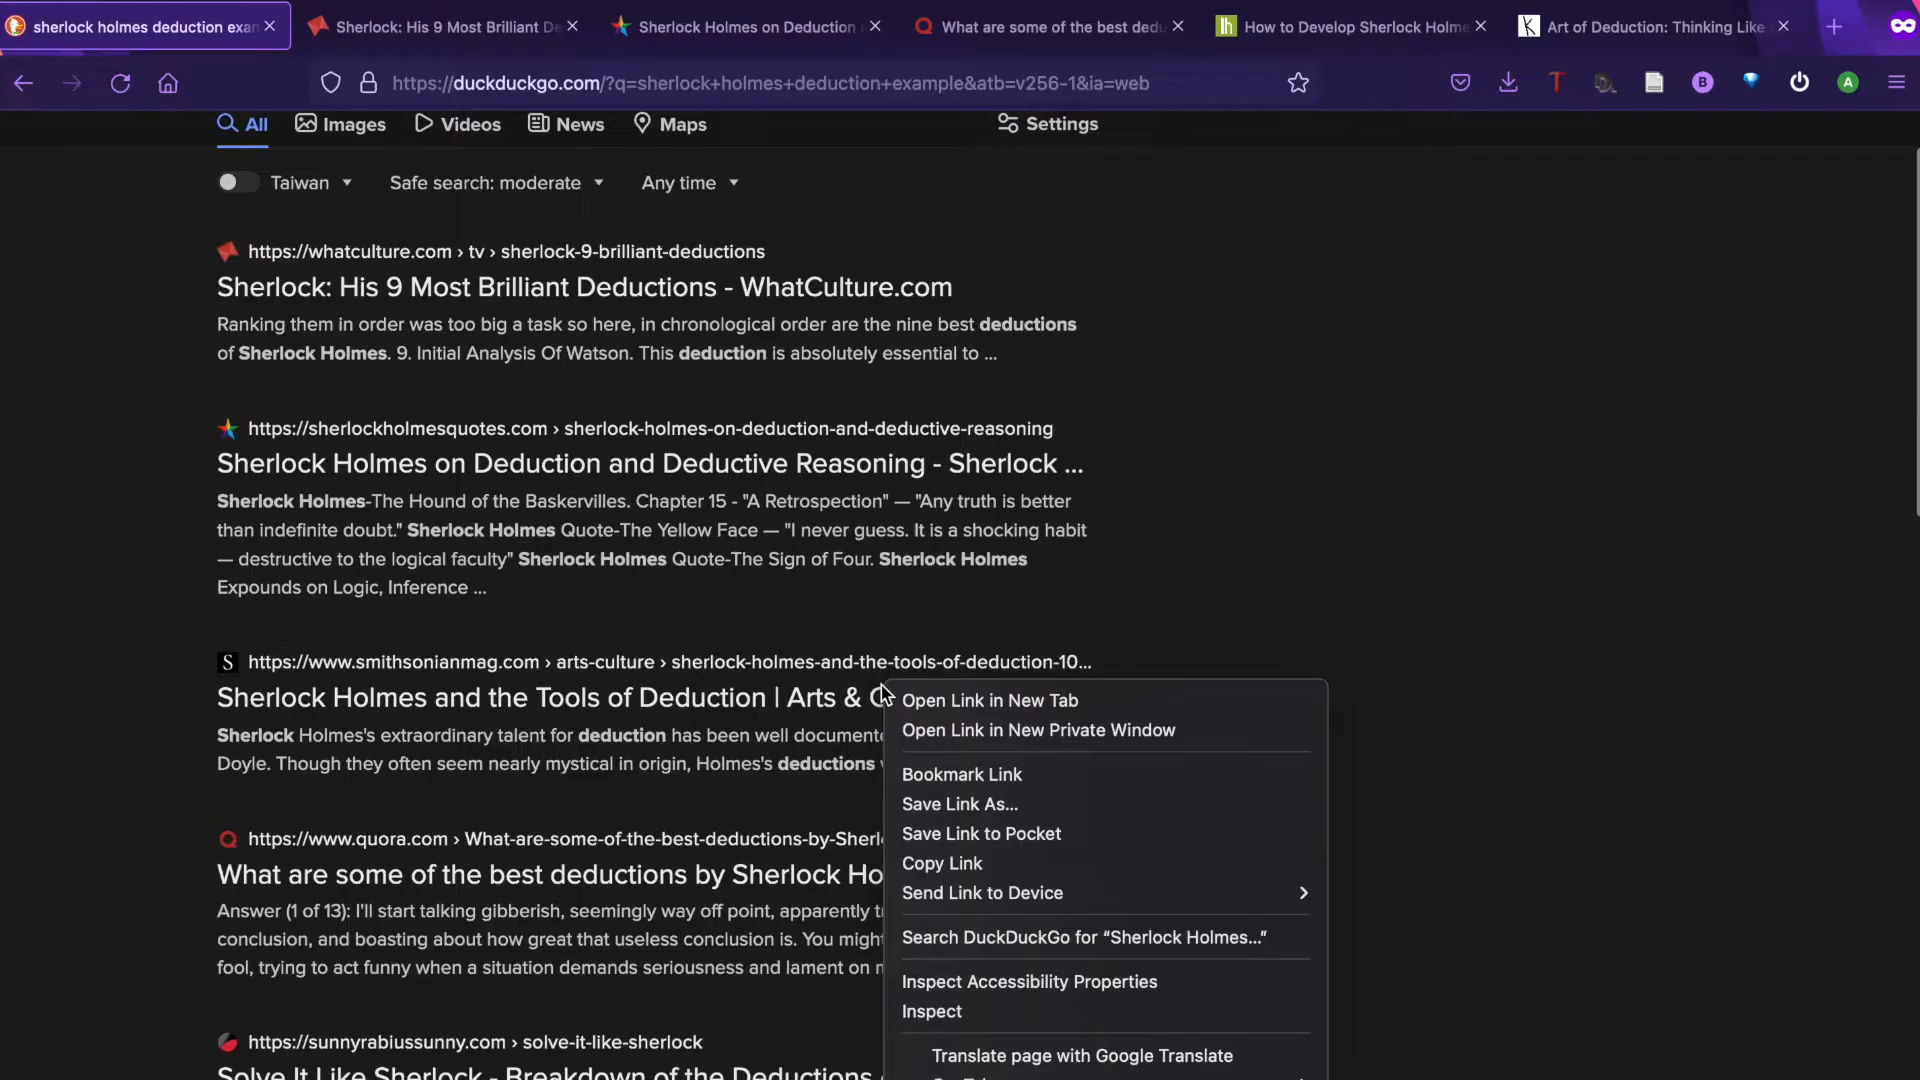 sherlock holmes deduction exan
Sherlock: His 9 Most Brilliant De
Sherlock Holmes on Deduction
What are some of the best dedu
How to Develop Sherlock Holme
Art of Deduction: Thinking Like
https://duckduckgo.com/?q=sherlock+holmes+deduction+example&atb=v256-1&ia=web
All Images Videos News Maps Settings
Taiwan Safe search: moderate Any time
https://whatculture.com › tv › sherlock-9-brilliant-deductions
Sherlock: His 9 Most Brilliant Deductions - WhatCulture.com
Ranking them in order was too big a task so here, in chronological order are the nine best deductions
of Sherlock Holmes. 9. Initial Analysis Of Watson. This deduction is absolutely essential to ...
https://sherlockholmesquotes.com › sherlock-holmes-on-deduction-and-deductive-reasoning
Sherlock Holmes on Deduction and Deductive Reasoning - Sherlock ...
Sherlock Holmes-The Hound of the Baskervilles. Chapter 15 - "A Retrospection" — "Any truth is better
than indefinite doubt." Sherlock Holmes Quote-The Yellow Face — "I never guess. It is a shocking habit
— destructive to the logical faculty" Sherlock Holmes Quote-The Sign of Four. Sherlock Holmes
Expounds on Logic, Inference ...
S https://www.smithsonianmag.com › arts-culture › sherlock-holmes-and-the-tools-of-deduction-10...
Sherlock Holmes and the Tools of Deduction | Arts &
Sherlock Holmes's extraordinary talent for deduction has been well documente
Doyle. Though they often seem nearly mystical in origin, Holmes's deductions
https://www.quora.com › What-are-some-of-the-best-deductions-by-Sherl
What are some of the best deductions by Sherlock Ho
Answer (1 of 13): I'll start talking gibberish, seemingly way off point, apparently t
conclusion, and boasting about how great that useless conclusion is. You might
fool, trying to act funny when a situation demands seriousness and lament on
https://sunnyrabiussunny.com › solve-it-like-sherlock
Solve It Like Sherlock - Breakdown of the Deductions
Open Link in New Tab
Open Link in New Private Window
Bookmark Link
Save Link As...
Save Link to Pocket
Copy Link
Send Link to Device
Search DuckDuckGo for “Sherlock Holmes...”
Inspect Accessibility Properties
Inspect
Translate page with Google Translate